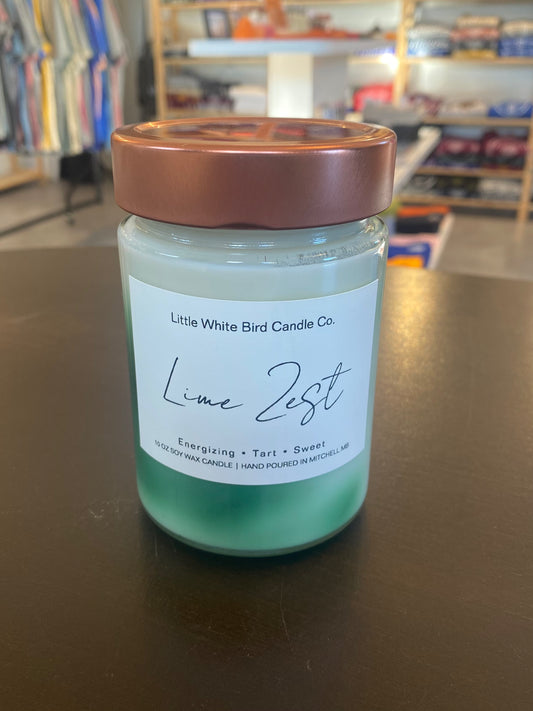 Little White Bird Candle Co.
Lime Zest
Energizing • Tart • Sweet
10 OZ SOY WAX CANDLE | HAND POURED IN MITCHELL MB